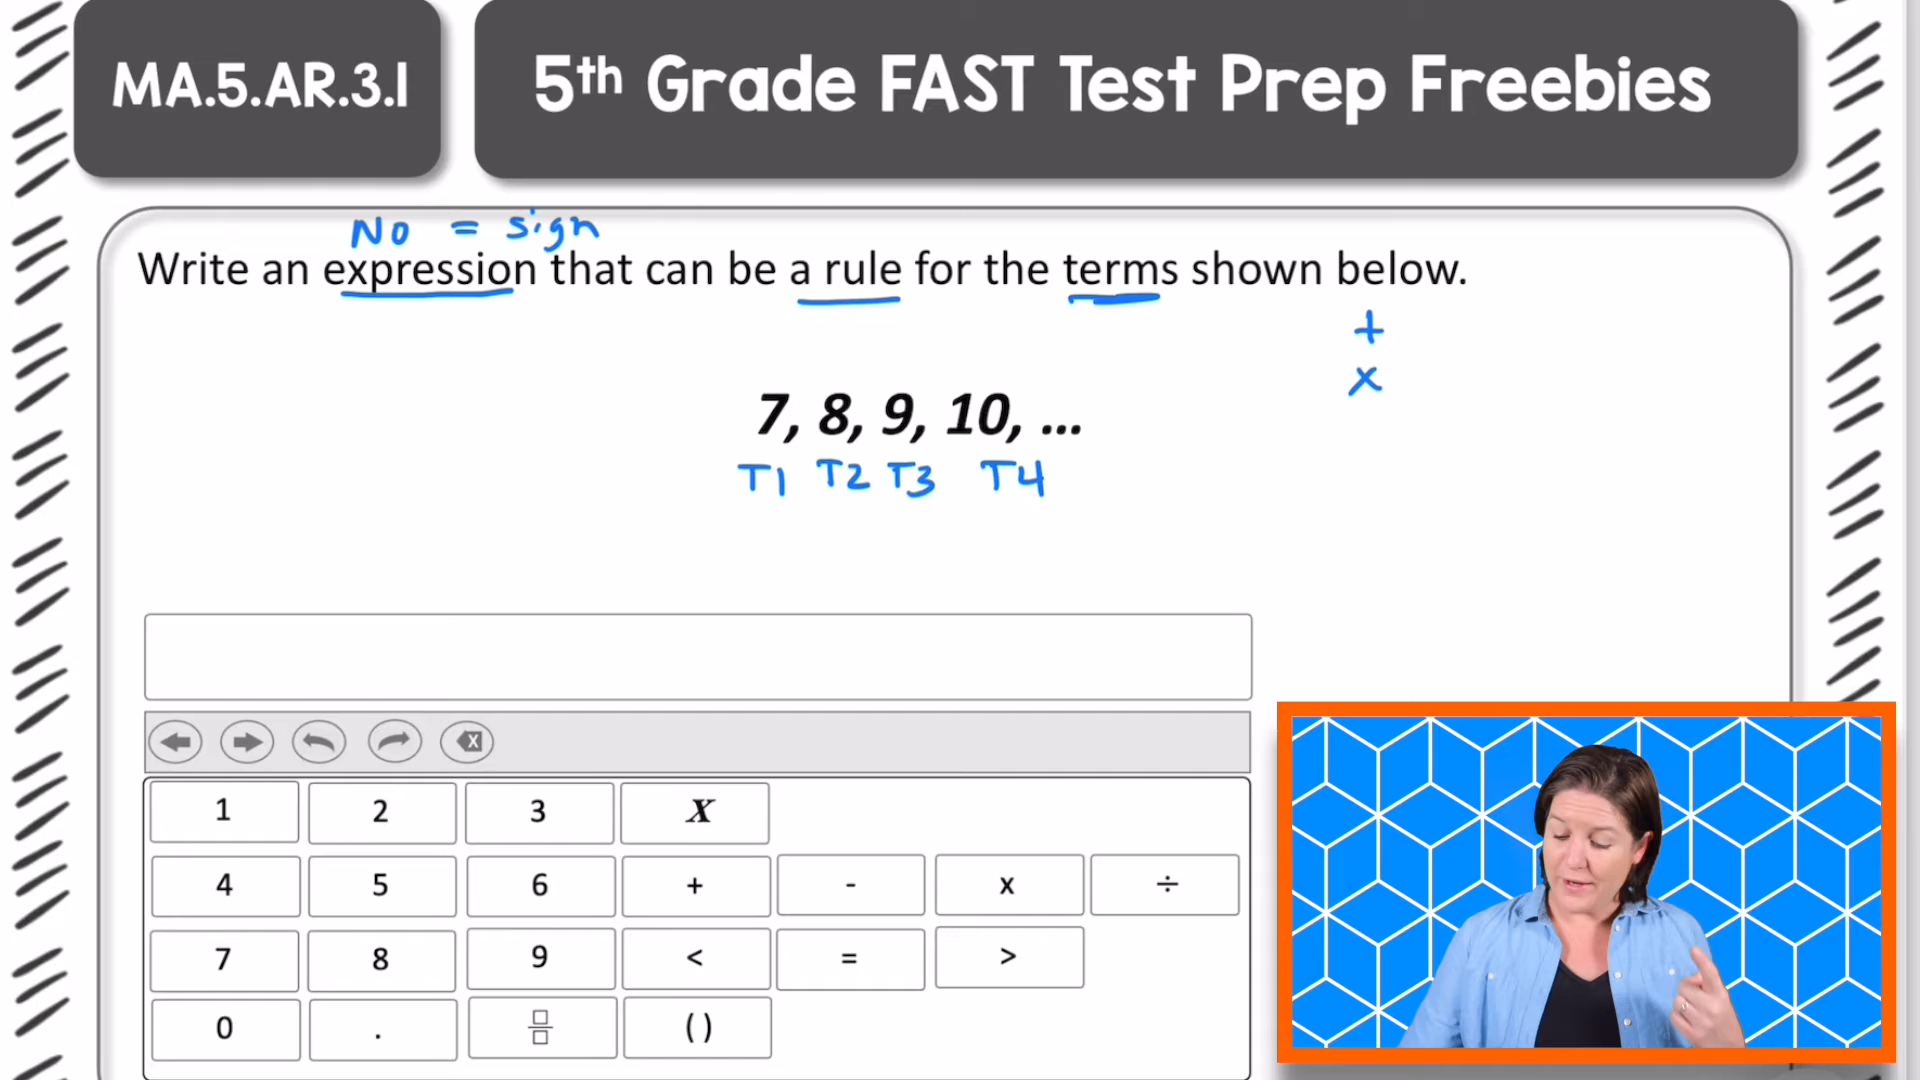 MA.5.AR.3.1
5th Grade FAST Test Prep Freebies
No = sign
Write an expression that can be a rule for the terms shown below.
+
x
7, 8, 9, 10, ...
T1 T2 T3 T4
X
1 2 3 X
4 5 6 + - x ÷
7 8 9 < = >
0 . ()